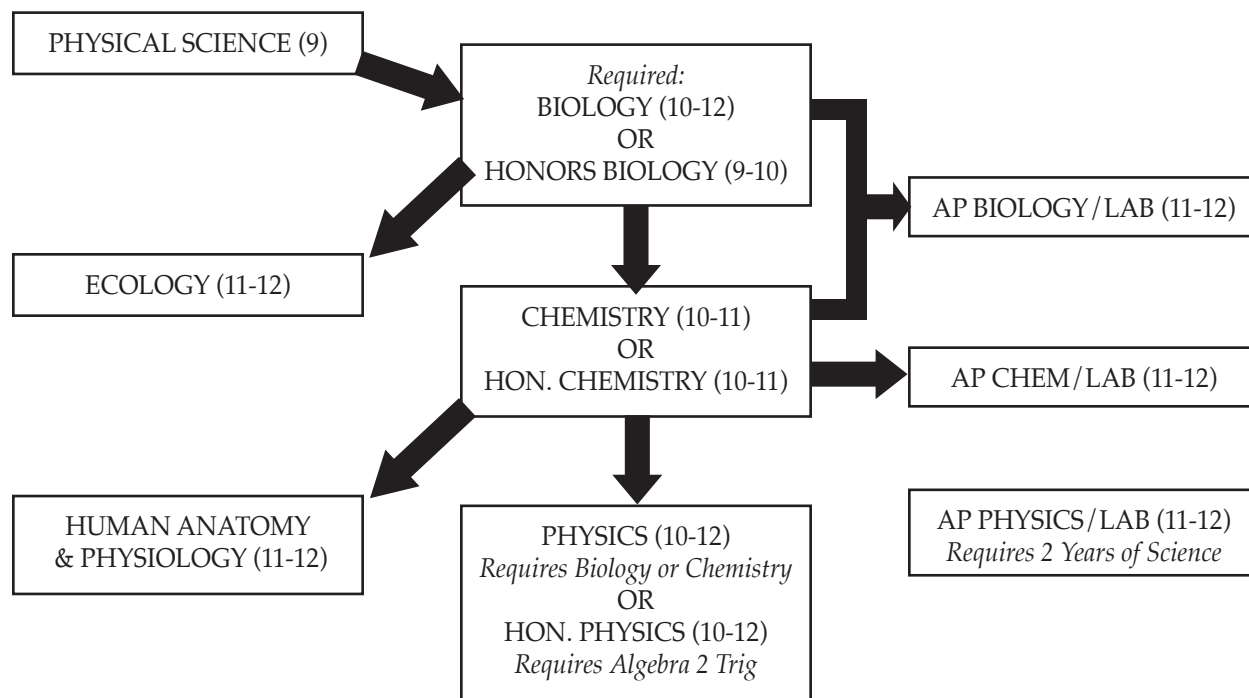 PHYSICAL SCIENCE (9)
Required:
BIOLOGY (10-12)
OR
HONORS BIOLOGY (9-10)
AP BIOLOGY/LAB (11-12)
ECOLOGY (11-12)
CHEMISTRY (10-11)
OR
HON. CHEMISTRY (10-11)
AP CHEM/LAB (11-12)
HUMAN ANATOMY
& PHYSIOLOGY (11-12)
PHYSICS (10-12)
Requires Biology or Chemistry
OR
HON. PHYSICS (10-12)
Requires Algebra 2 Trig
AP PHYSICS/LAB (11-12)
Requires 2 Years of Science